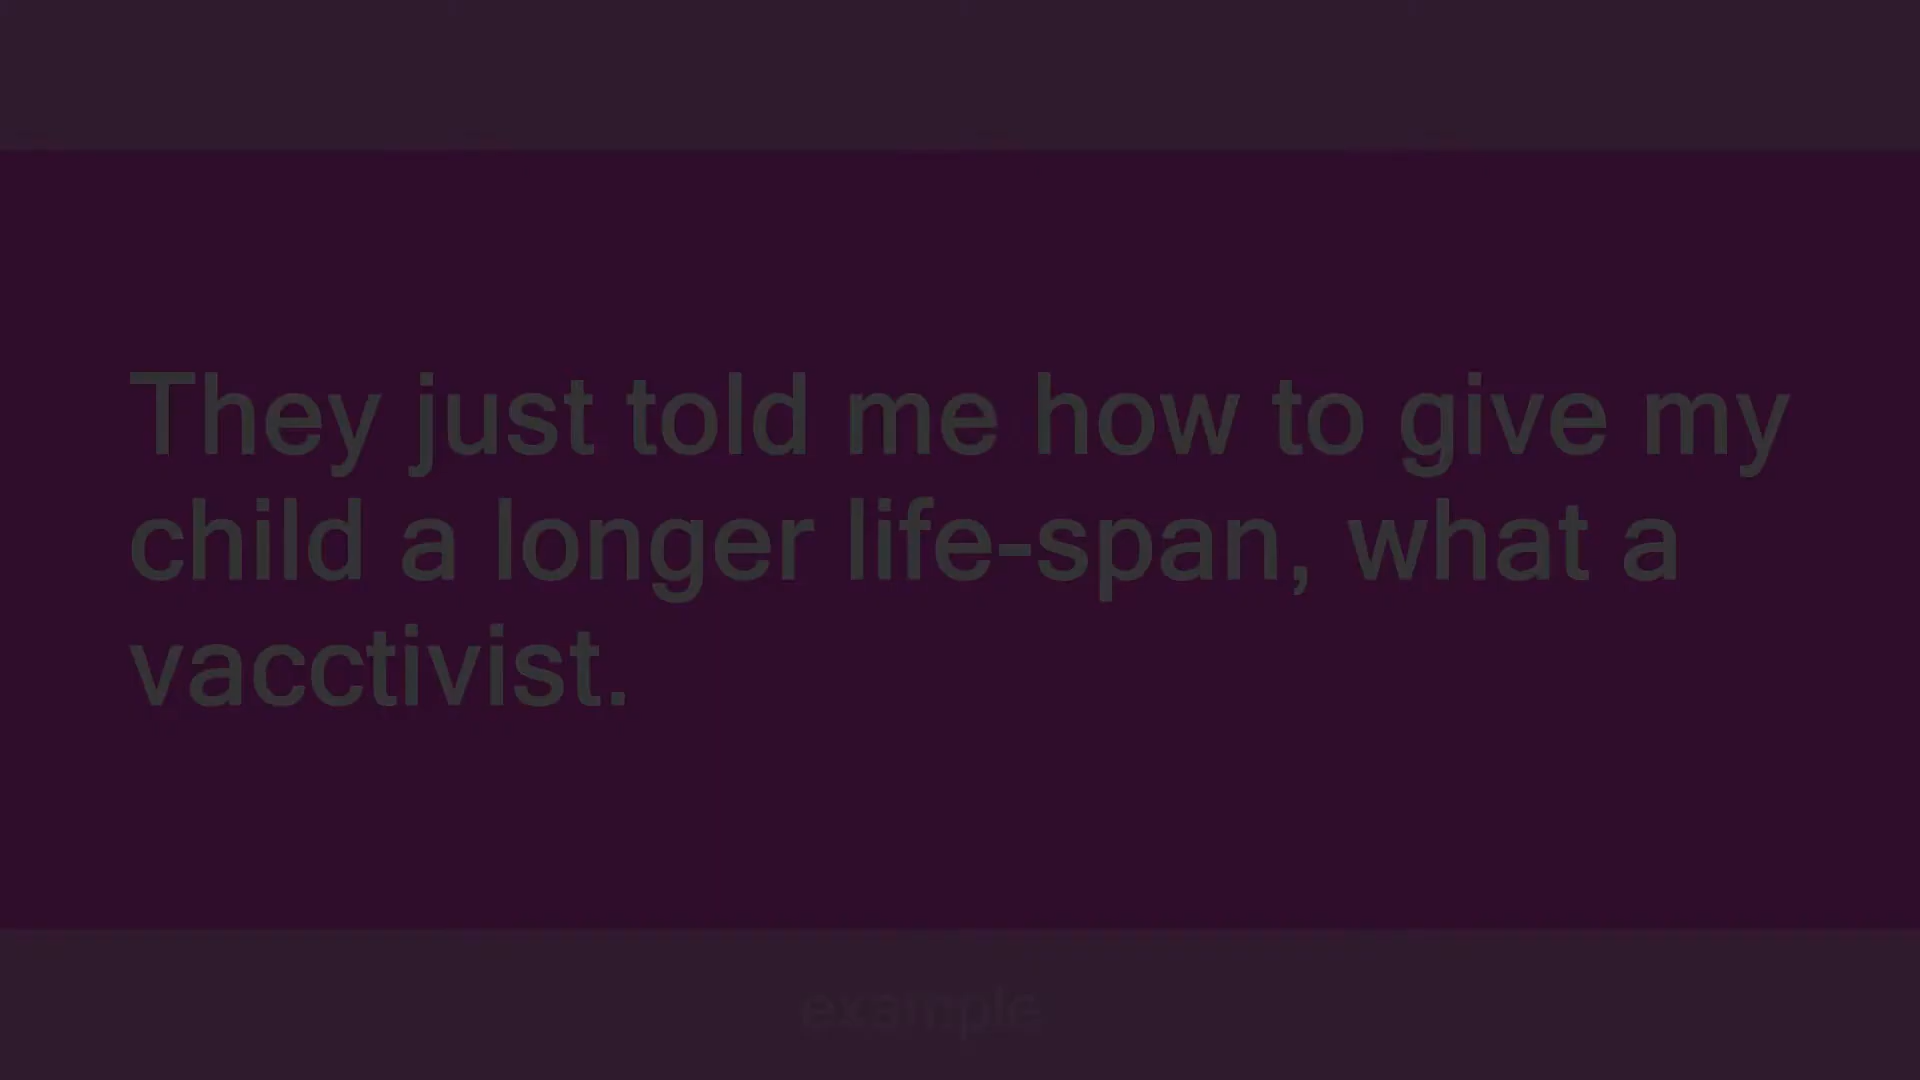 They just told me how to give my
child a longer life-span, what a
vacctivist.
example